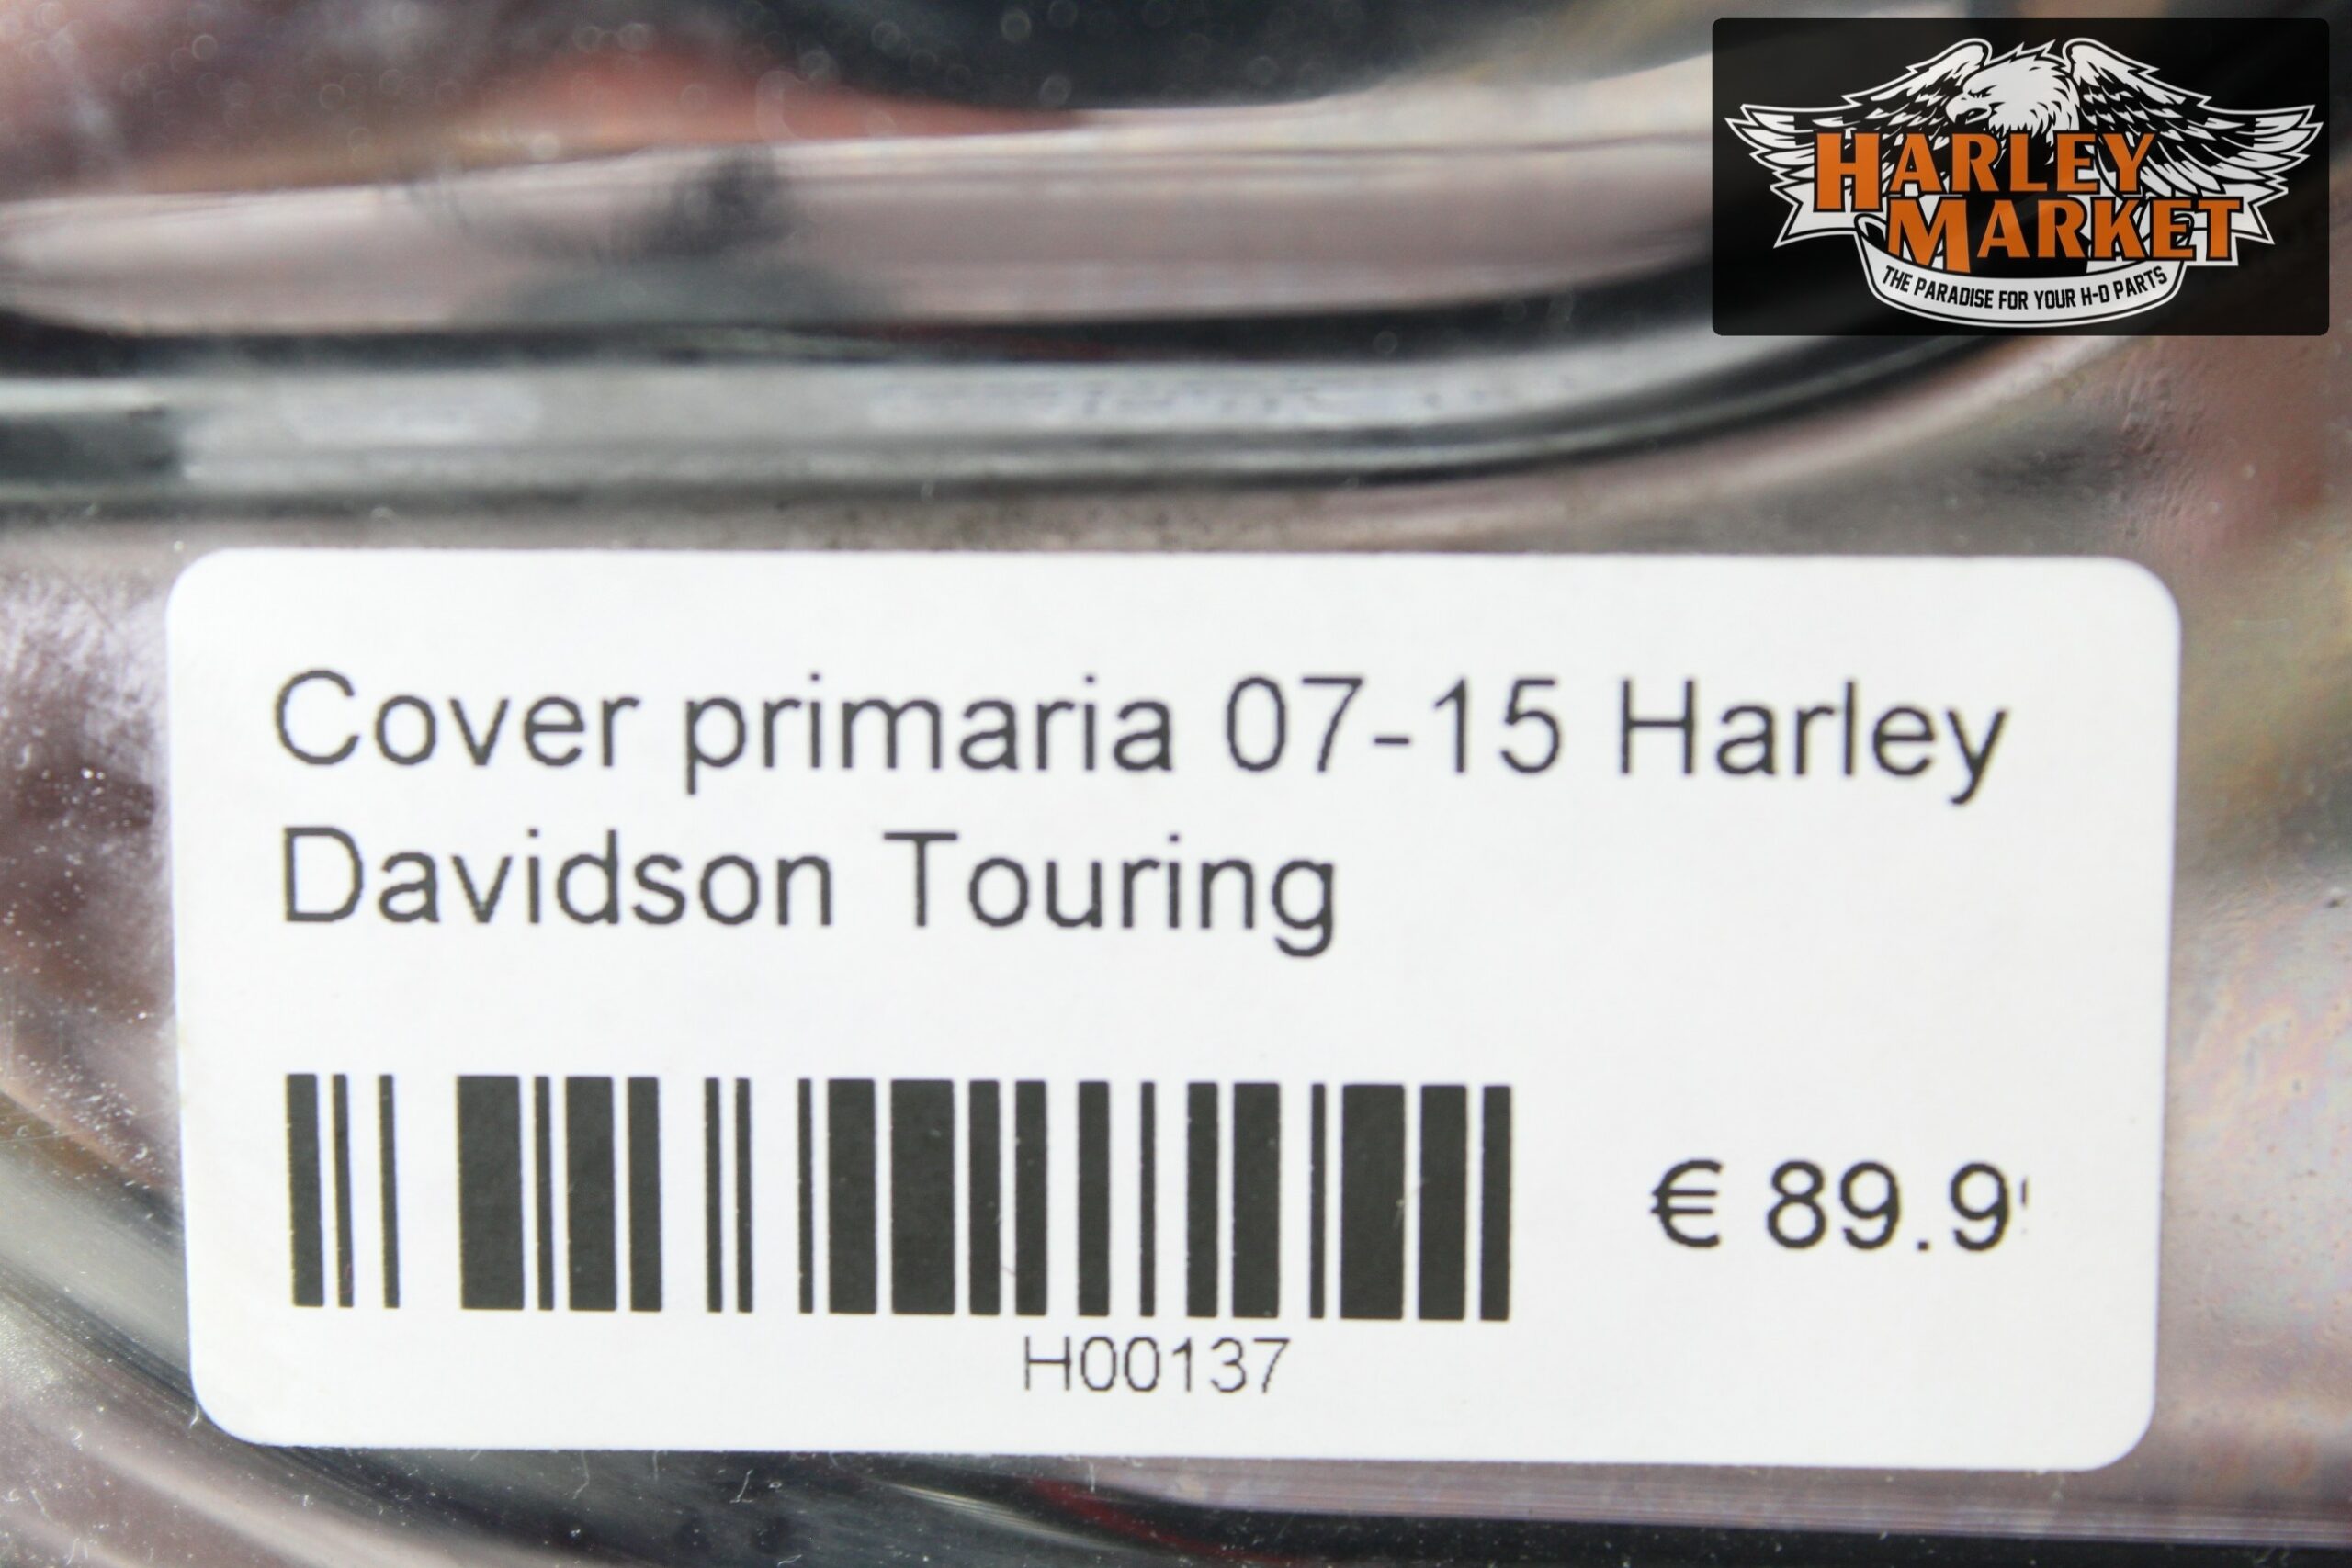 HARLEY
MARKET
THE PARADISE FOR YOUR H-D PARTS
Cover primaria 07-15 Harley
Davidson Touring
€ 89.9
H00137